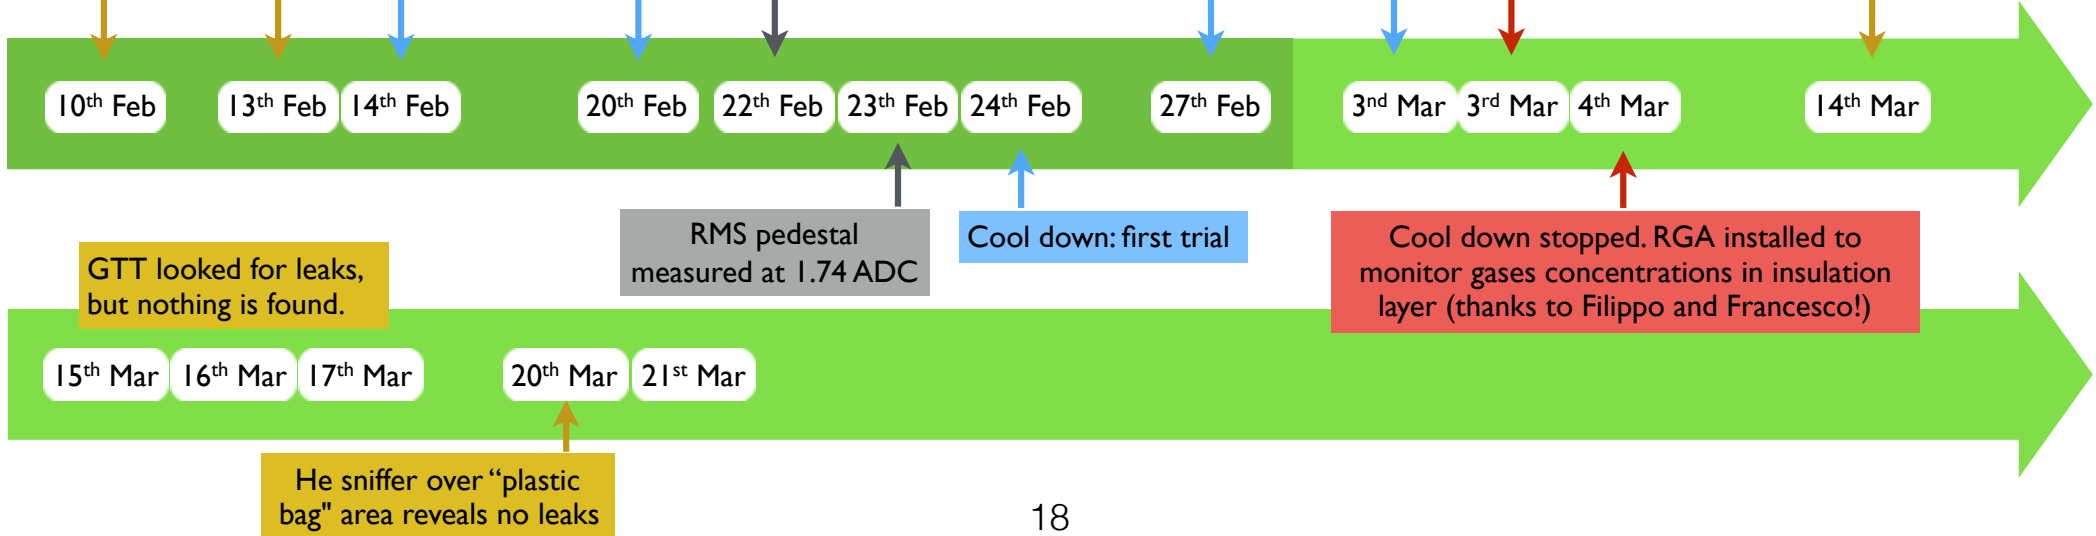 10th Feb
13th Feb
14th Feb
20th Feb
22th Feb
23th Feb
24th Feb
27th Feb
3nd Mar
3rd Mar
4th Mar
14th Mar
RMS pedestal
measured at 1.74 ADC
Cool down: first trial
Cool down stopped. RGA installed to
monitor gases concentrations in insulation
layer (thanks to Filippo and Francesco!)
GTT looked for leaks,
but nothing is found.
15th Mar
16th Mar
17th Mar
20th Mar
21st Mar
He sniffer over “plastic
bag" area reveals no leaks
18